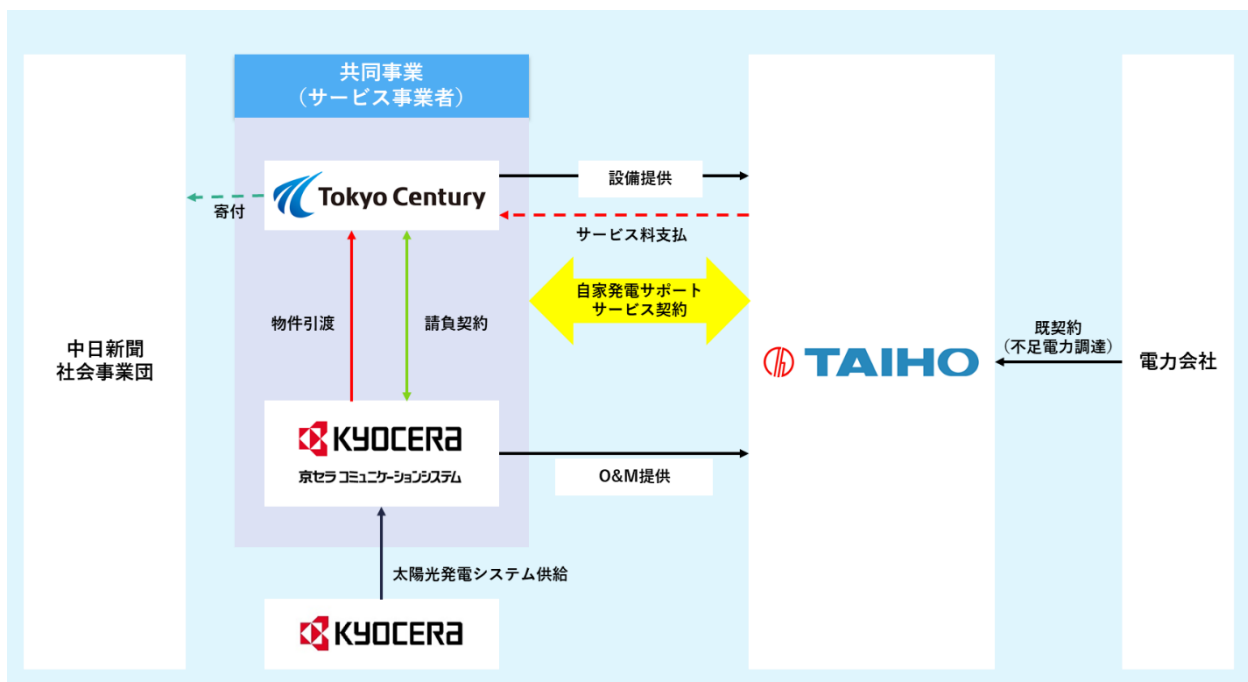 共同事業
（サービス事業者）
Tokyo Century
設備提供
寄付
サービス料支払
自家発電サポート
サービス契約
物件引渡
請負契約
中日新聞
社会事業団
TAIHO
既契約
（不足電力調達）
電力会社
KYOCERA
京セラ コミュニケーションシステム
O&M提供
太陽光発電システム供給
KYOCERA